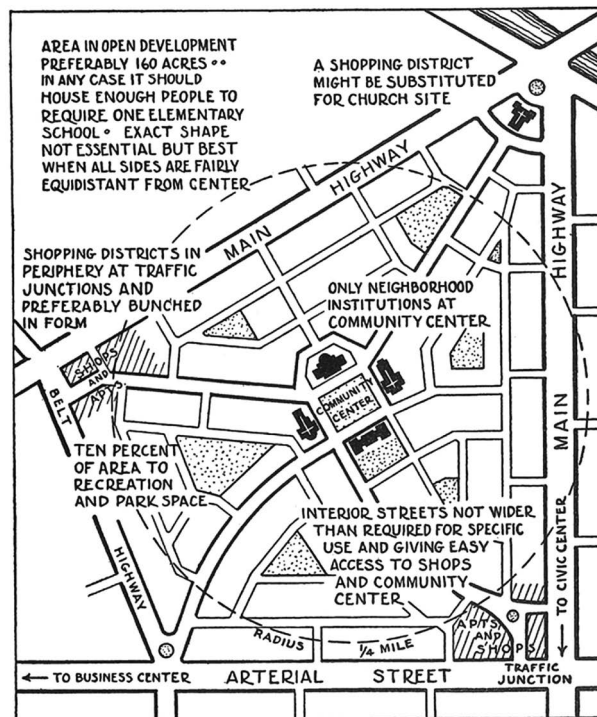 AREA IN OPEN DEVELOPMENT
PREFERABLY 160 ACRES ••
IN ANY CASE IT SHOULD
HOUSE ENOUGH PEOPLE TO
REQUIRE ONE ELEMENTARY
SCHOOL • EXACT SHAPE
NOT ESSENTIAL BUT BEST
WHEN ALL SIDES ARE FAIRLY
EQUIDISTANT FROM CENTER
A SHOPPING DISTRICT
MIGHT BE SUBSTITUTED
FOR CHURCH SITE
MAIN HIGHWAY
HIGHWAY
MAIN
SHOPPING DISTRICTS IN
PERIPHERY AT TRAFFIC
JUNCTIONS AND
PREFERABLY BUNCHED
IN FORM
ONLY NEIGHBORHOOD
INSTITUTIONS AT
COMMUNITY CENTER
SHOPS
AND
APTS
BELT
HIGHWAY
COMMUNITY
CENTER
TEN PERCENT
OF AREA TO
RECREATION
AND PARK SPACE
INTERIOR STREETS NOT WIDER
THAN REQUIRED FOR SPECIFIC
USE AND GIVING EASY
ACCESS TO SHOPS
AND COMMUNITY
CENTER
→ TO CIVIC CENTER
APTS
AND
SHOPS
RADIUS 1/4 MILE
TRAFFIC
JUNCTION
← TO BUSINESS CENTER
ARTERIAL STREET